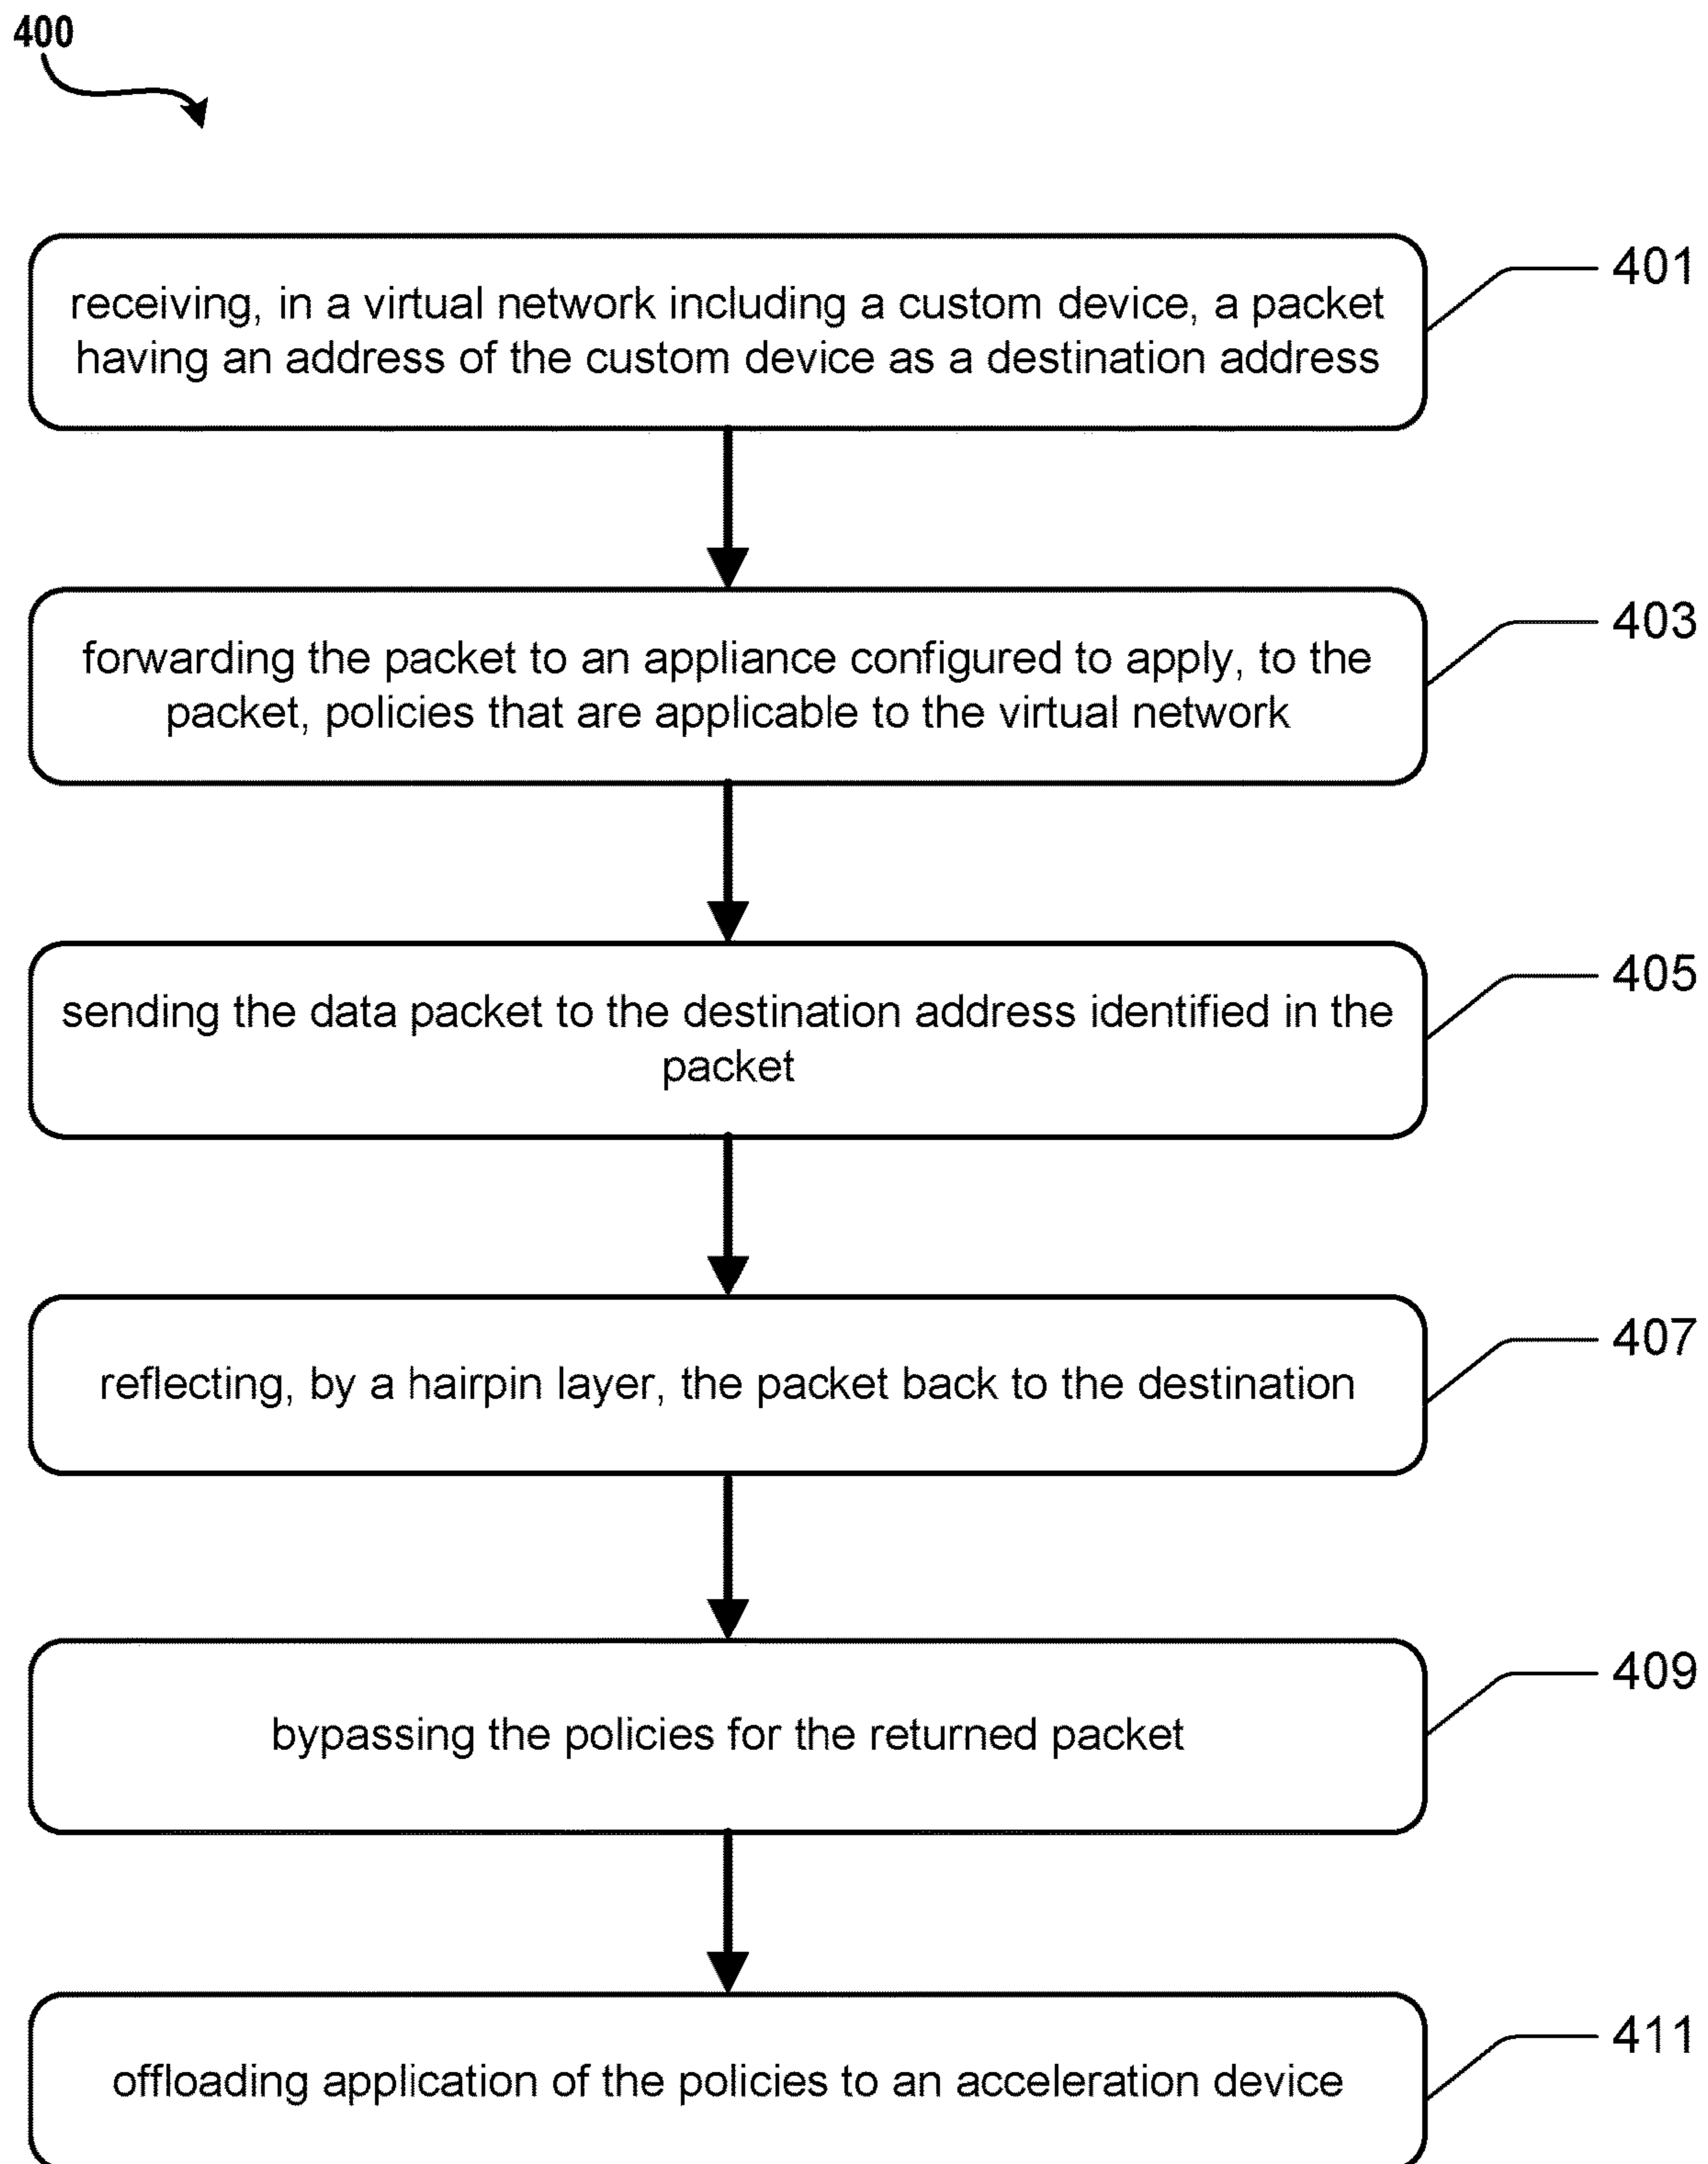 400
receiving, in a virtual network including a custom device, a packet
having an address of the custom device as a destination address
401
forwarding the packet to an appliance configured to apply, to the
packet, policies that are applicable to the virtual network
403
sending the data packet to the destination address identified in the
packet
405
reflecting, by a hairpin layer, the packet back to the destination
407
bypassing the policies for the returned packet
409
offloading application of the policies to an acceleration device
411